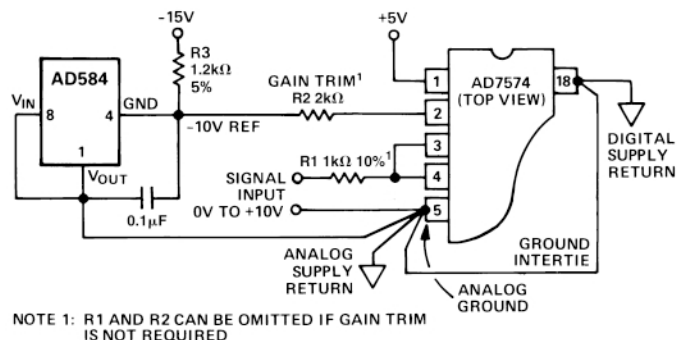 -15V
+5V
R3
1.2kΩ
5%
AD584
VIN
8
4
GND
1
VOUT
0.1μF
-10V REF
GAIN TRIM1
R2 2kΩ
R1 1kΩ 10%1
SIGNAL
INPUT
0V TO +10V
1
2
3
4
5
AD7574
(TOP VIEW)
18
DIGITAL
SUPPLY
RETURN
ANALOG
SUPPLY
RETURN
GROUND
INTERTIE
ANALOG
GROUND
NOTE 1: R1 AND R2 CAN BE OMITTED IF GAIN TRIM
IS NOT REQUIRED